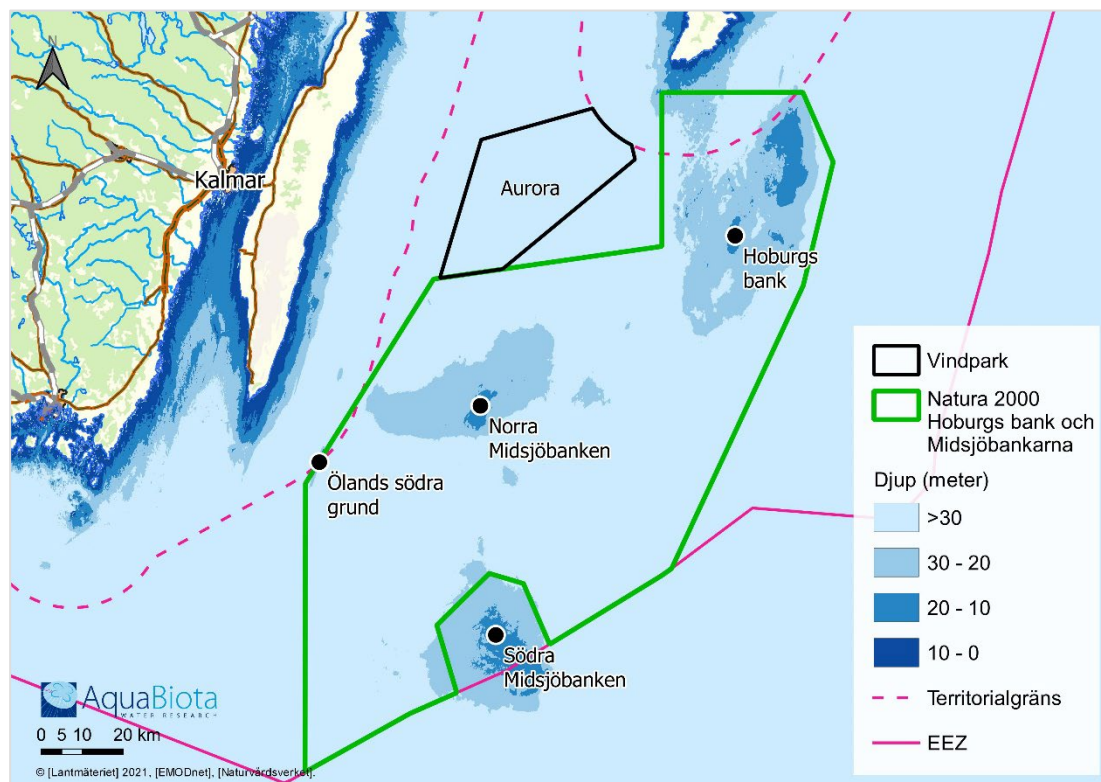 N
Kalmar
Aurora
Hoburgs
bank
Norra
Midsjöbanken
Ölands södra
grund
Södra
Midsjöbanken
Vindpark
Natura 2000
Hoburgs bank och
Midsjöbankarna
Djup (meter)
>30
30 - 20
20 - 10
10 - 0
Territorialgräns
EEZ
AquaBiota
WATER RESEARCH
0 5 10 20 km
© [Lantmäteriet] 2021, [EMODnet], [Naturvårdsverket].